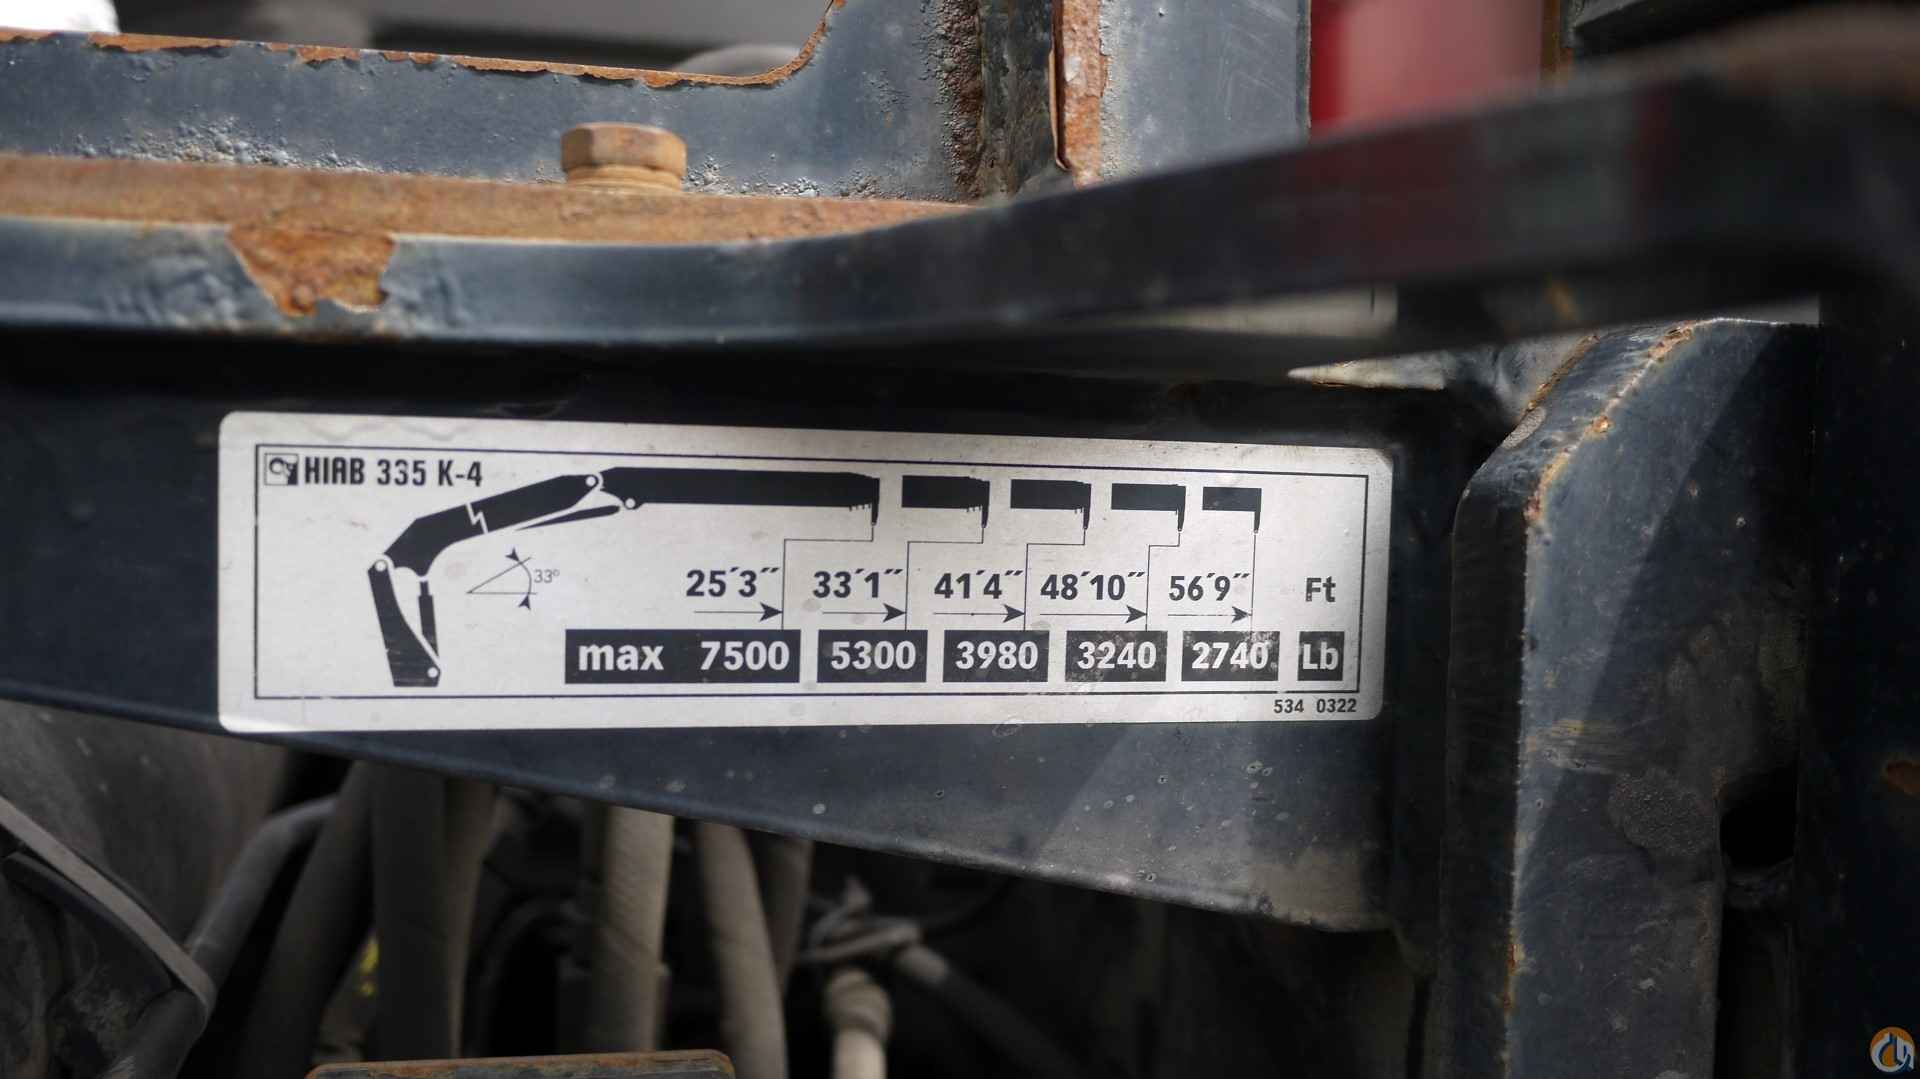 HIAB 335 K-4
33°
25´3˝ 33´1˝ 41´4˝ 48´10˝ 56´9˝ Ft
max 7500 5300 3980 3240 2740 Lb
534 0322